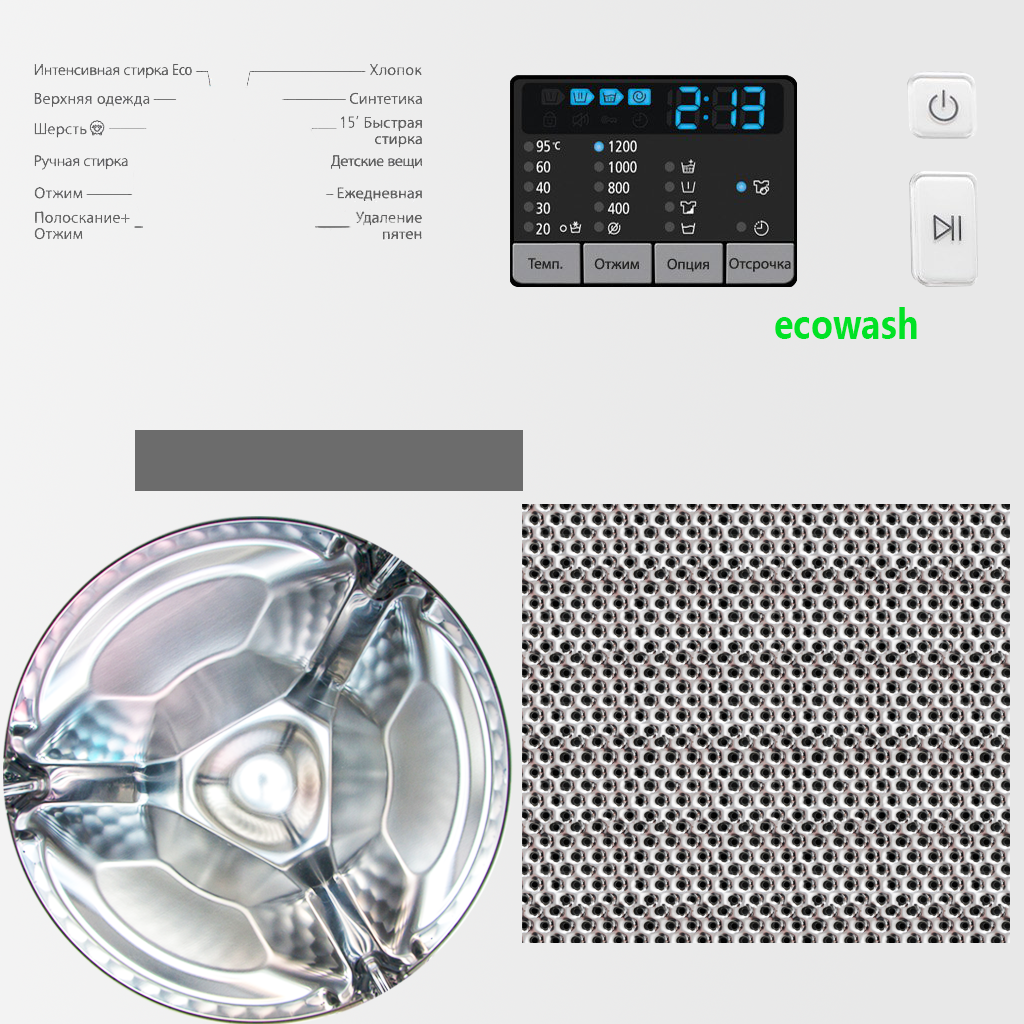 Интенсивная стирка Eco
Хлопок
Верхняя одежда
Синтетика
Шерсть
15' Быстрая
стирка
Ручная стирка
Детские вещи
Отжим
Ежедневная
Полоскание+
Отжим
Удаление
пятен
2:13
95℃
1200
60
1000
40
800
30
400
20
Темп.
Отжим
Опция
Отсрочка
ecowash